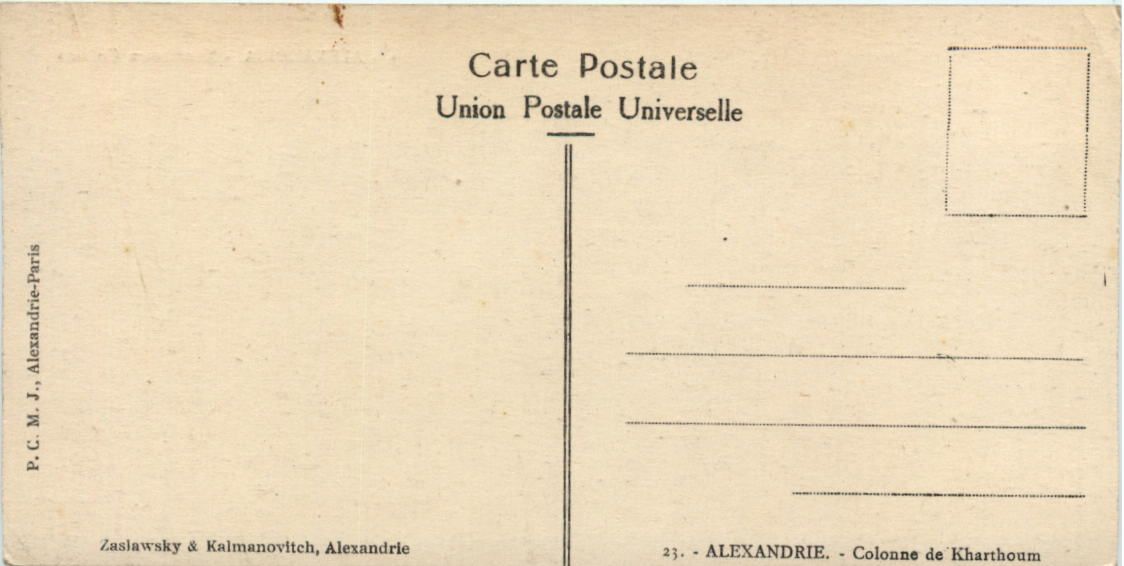 Carte Postale
Union Postale Universelle
P. C. M. J., Alexandrie-Paris
Zaslawsky & Kalmanovitch, Alexandrie
23. - ALEXANDRIE. - Colonne de Kharthoum